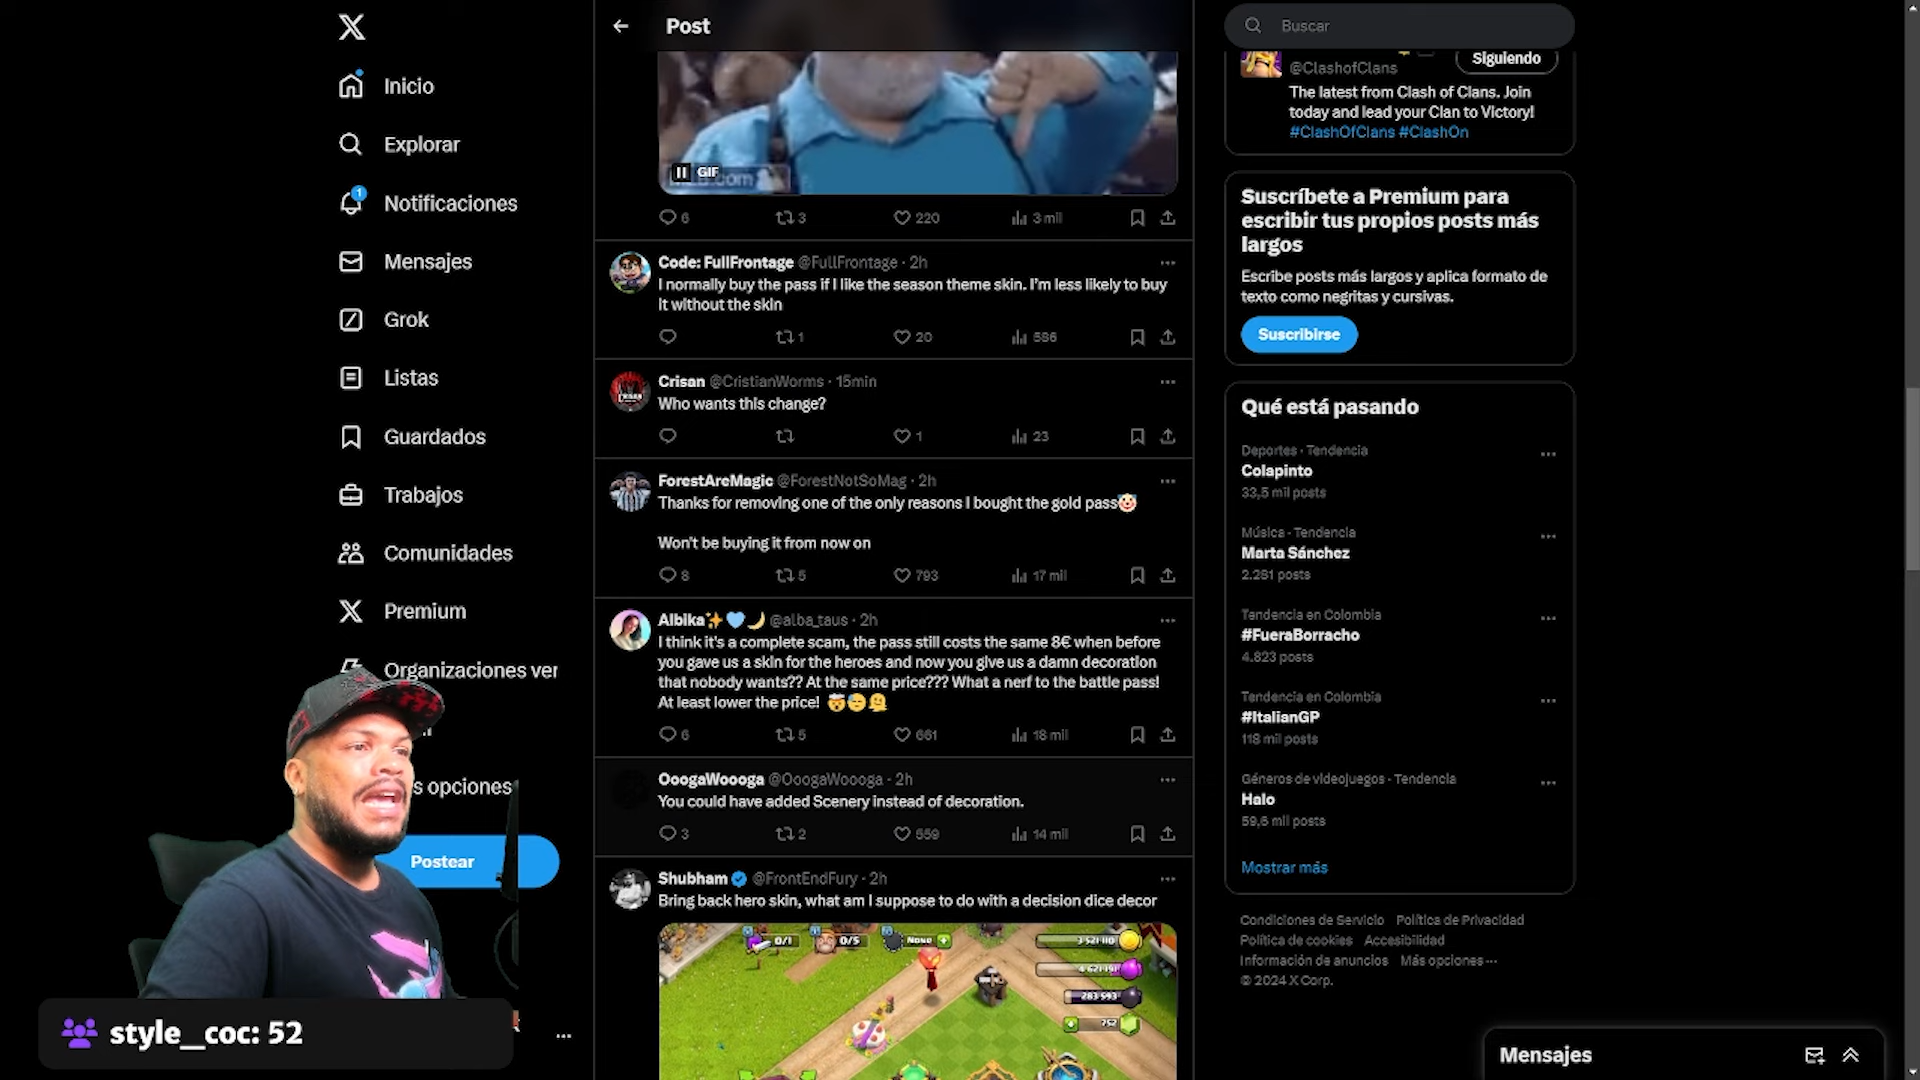 Inicio
Explorar
1
Notificaciones
Mensajes
Grok
Listas
Guardados
Trabajos
Comunidades
Premium
Organizaciones ver
s opciones
Postear
style_coc: 52
Post
GIF
6 3 220 3 mil
Code: FullFrontage @FullFrontage · 2h
I normally buy the pass if I like the season theme skin. I'm less likely to buy
it without the skin
1 20 586
Crisan @CristianWorms · 15min
Who wants this change?
1 23
ForestAreMagic @ForestNotSoMag · 2h
Thanks for removing one of the only reasons I bought the gold pass🤡
Won't be buying it from now on
8 5 793 17 mil
Albika✨🩵🌙 @alba_taus · 2h
I think it's a complete scam, the pass still costs the same 8€ when before
you gave us a skin for the heroes and now you give us a damn decoration
that nobody wants?? At the same price??? What a nerf to the battle pass!
At least lower the price! 🤯😓🫠
6 5 661 18 mil
OoogaWoooga @OoogaWoooga · 2h
You could have added Scenery instead of decoration.
3 2 559 14 mil
Shubham @FrontEndFury · 2h
Bring back hero skin, what am I suppose to do with a decision dice decor
0/1 0/5 None
3 521 110
283 593
752
Buscar
@ClashofClans
Siguiendo
The latest from Clash of Clans. Join
today and lead your Clan to Victory!
#ClashOfClans #ClashOn
Suscríbete a Premium para
escribir tus propios posts más
largos
Escribe posts más largos y aplica formato de
texto como negritas y cursivas.
Suscribirse
Qué está pasando
Deportes · Tendencia
Colapinto
33,5 mil posts
Música · Tendencia
Marta Sánchez
2.281 posts
Tendencia en Colombia
#FueraBorracho
4.823 posts
Tendencia en Colombia
#ItalianGP
118 mil posts
Géneros de videojuegos · Tendencia
Halo
59,6 mil posts
Mostrar más
Condiciones de Servicio Política de Privacidad
Política de cookies Accesibilidad
Información de anuncios Más opciones ···
© 2024 X Corp.
Mensajes